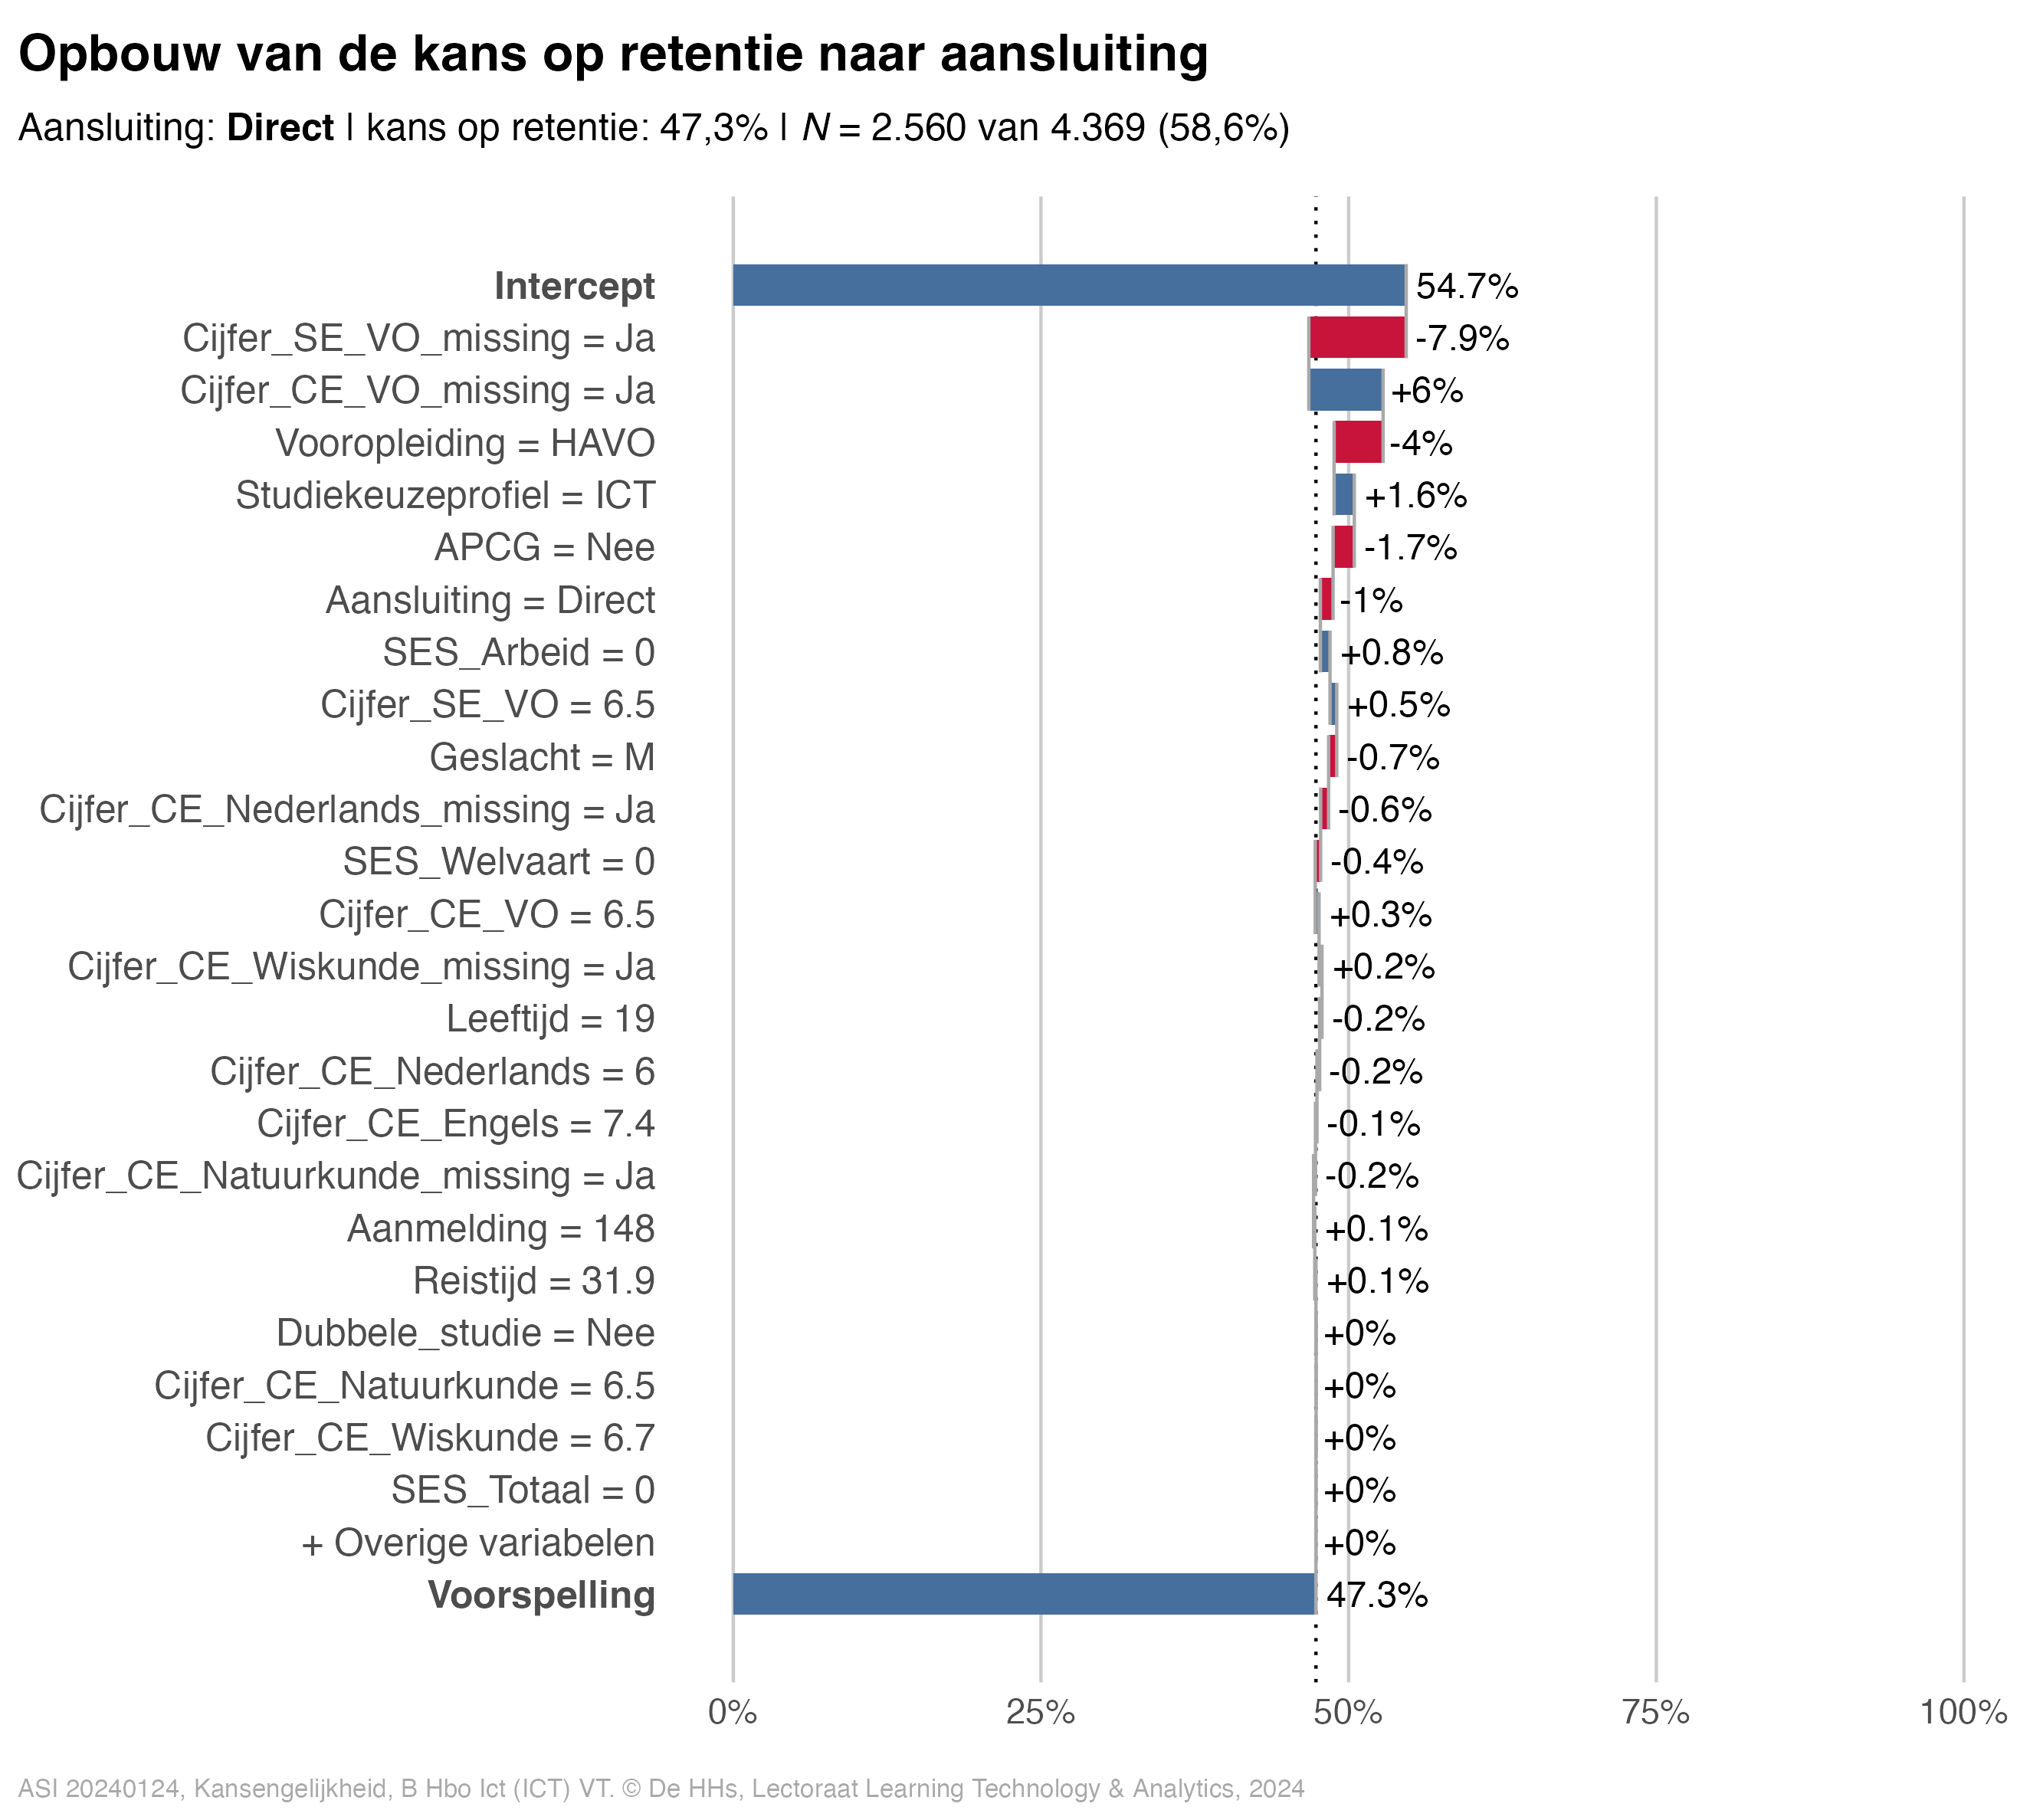 Opbouw van de kans op retentie naar aansluiting
Aansluiting: Direct | kans op retentie: 47,3% | N = 2.560 van 4.369 (58,6%)
Intercept 54.7%
Cijfer_SE_VO_missing = Ja -7.9%
Cijfer_CE_VO_missing = Ja +6%
Vooropleiding = HAVO -4%
Studiekeuzeprofiel = ICT +1.6%
APCG = Nee -1.7%
Aansluiting = Direct -1%
SES_Arbeid = 0 +0.8%
Cijfer_SE_VO = 6.5 +0.5%
Geslacht = M -0.7%
Cijfer_CE_Nederlands_missing = Ja -0.6%
SES_Welvaart = 0 -0.4%
Cijfer_CE_VO = 6.5 +0.3%
Cijfer_CE_Wiskunde_missing = Ja +0.2%
Leeftijd = 19 -0.2%
Cijfer_CE_Nederlands = 6 -0.2%
Cijfer_CE_Engels = 7.4 -0.1%
Cijfer_CE_Natuurkunde_missing = Ja -0.2%
Aanmelding = 148 +0.1%
Reistijd = 31.9 +0.1%
Dubbele_studie = Nee +0%
Cijfer_CE_Natuurkunde = 6.5 +0%
Cijfer_CE_Wiskunde = 6.7 +0%
SES_Totaal = 0 +0%
+ Overige variabelen +0%
Voorspelling 47.3%
0% 25% 50% 75% 100%
ASI 20240124, Kansengelijkheid, B Hbo Ict (ICT) VT. © De HHs, Lectoraat Learning Technology & Analytics, 2024